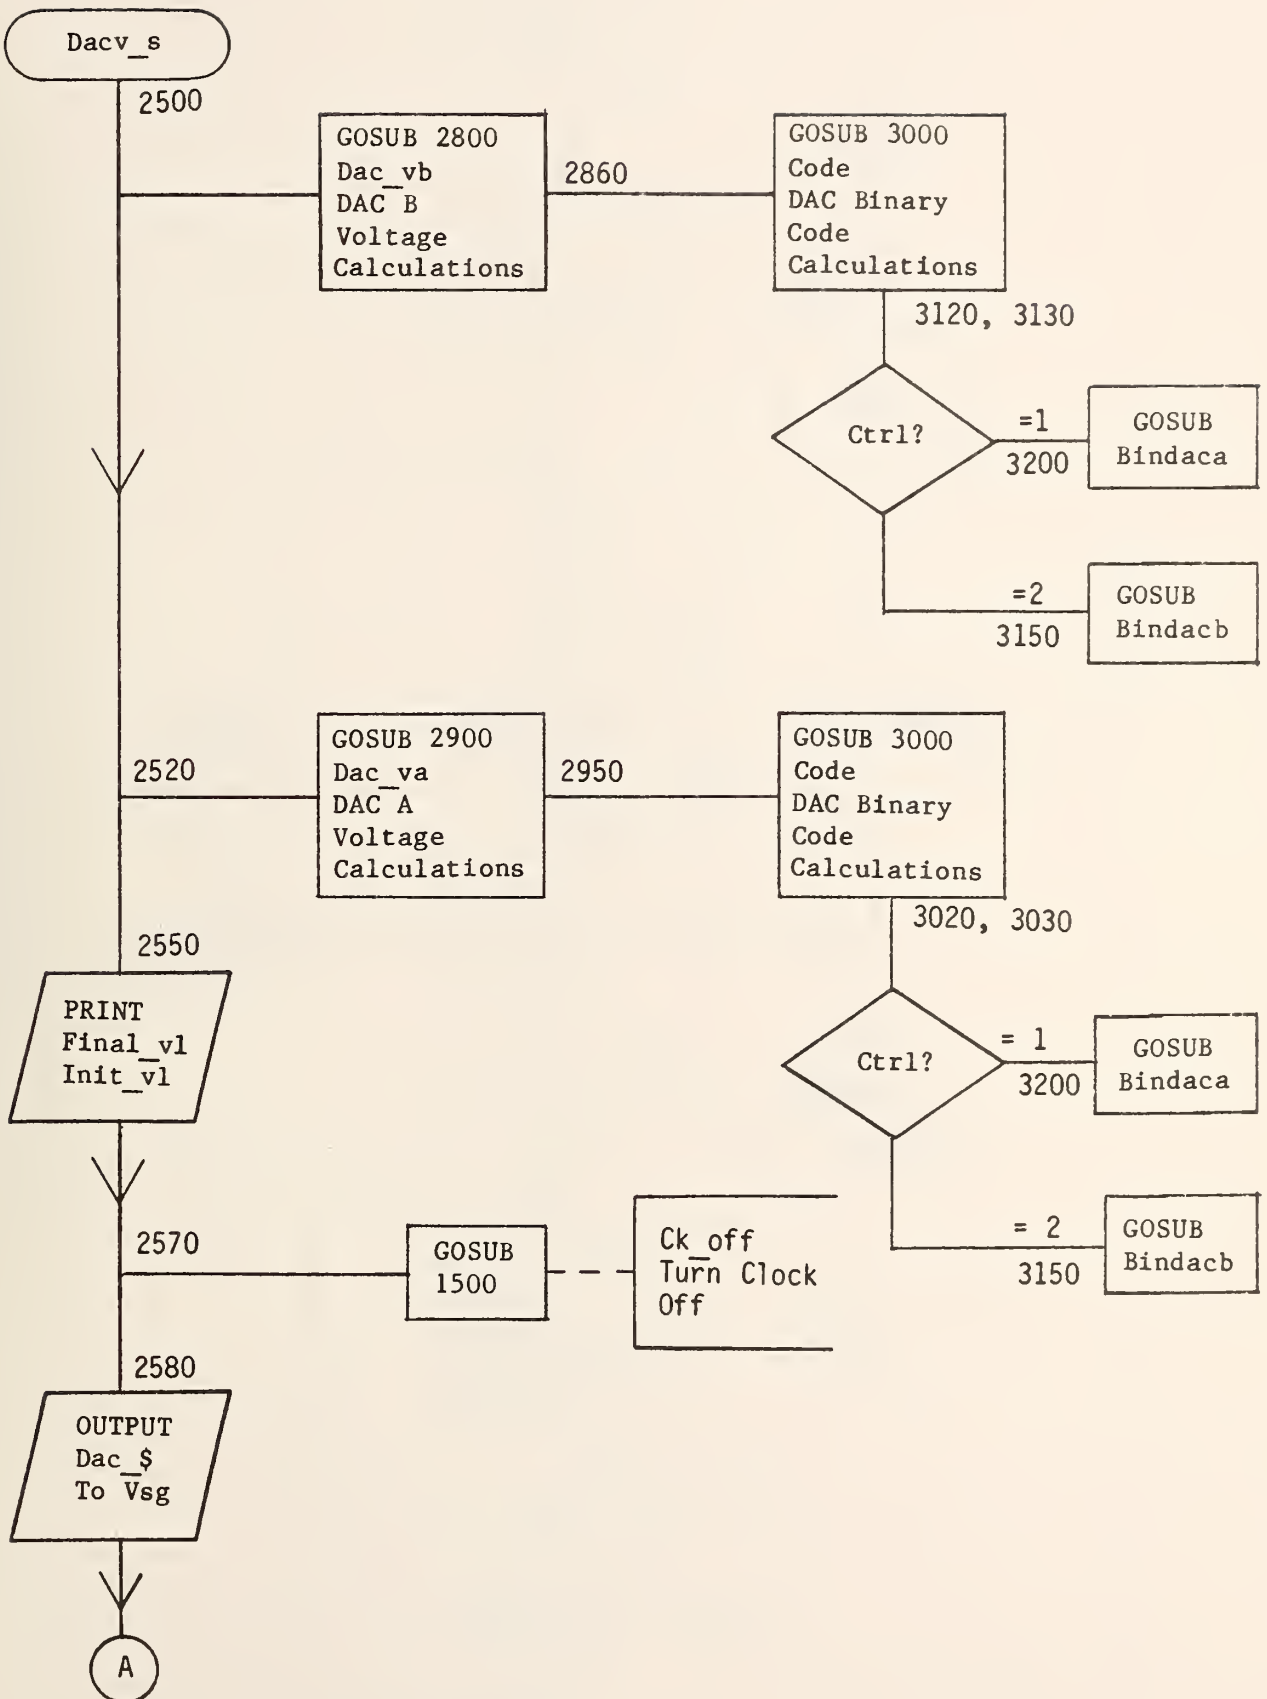 Dacv_s
2500
GOSUB 2800
Dac_vb
DAC B
Voltage
Calculations
2860
GOSUB 3000
Code
DAC Binary
Code
Calculations
3120, 3130
Ctrl?
=1
3200
GOSUB
Bindaca
=2
3150
GOSUB
Bindacb
2520
GOSUB 2900
Dac_va
DAC A
Voltage
Calculations
2950
GOSUB 3000
Code
DAC Binary
Code
Calculations
3020, 3030
Ctrl?
= 1
3200
GOSUB
Bindaca
= 2
3150
GOSUB
Bindacb
2550
PRINT
Final_vl
Init_vl
2570
GOSUB
1500
Ck_off
Turn Clock
Off
2580
OUTPUT
Dac_$
To Vsg
A